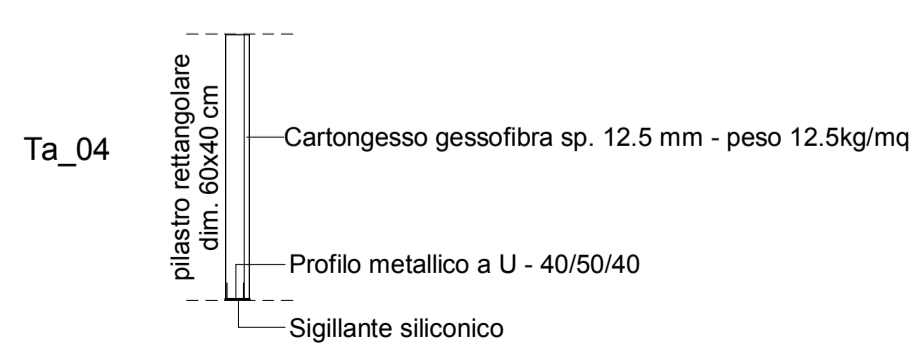 Ta_04
pilastro rettangolare
dim. 60x40 cm
Cartongesso gessofibra sp. 12.5 mm - peso 12.5kg/mq
Profilo metallico a U - 40/50/40
Sigillante siliconico